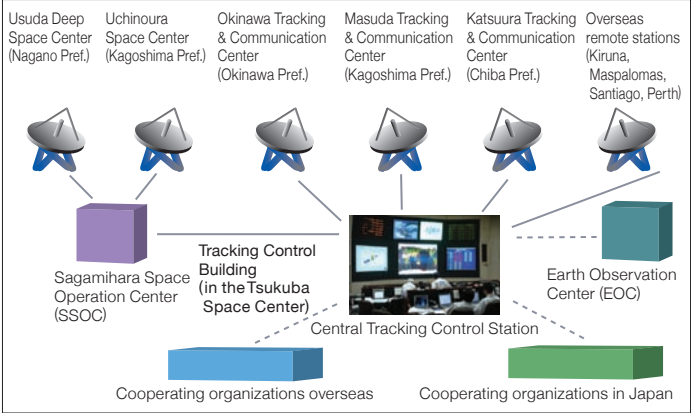 Usuda Deep
Space Center
(Nagano Pref.)
Uchinoura
Space Center
(Kagoshima Pref.)
Okinawa Tracking
& Communication
Center
(Okinawa Pref.)
Masuda Tracking
& Communication
Center
(Kagoshima Pref.)
Katsuura Tracking
& Communication
Center
(Chiba Pref.)
Overseas
remote stations
(Kiruna,
Maspalomas,
Santiago, Perth)
Sagamihara Space
Operation Center
(SSOC)
Tracking Control
Building
(in the Tsukuba
Space Center)
Central Tracking Control Station
Earth Observation
Center (EOC)
Cooperating organizations overseas
Cooperating organizations in Japan